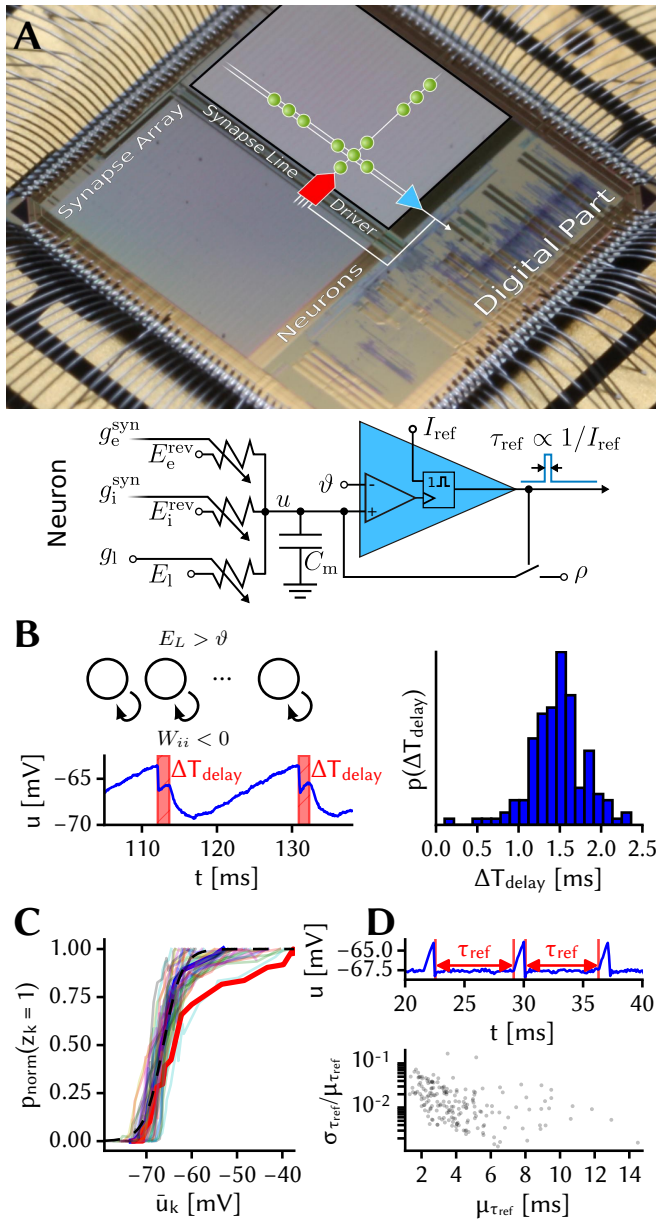 A
Synapse Array
Synapse Line
Driver
Neurons
Digital Part
Neuron
g_e^syn
E_e^rev
g_i^syn
E_i^rev
g_l
E_l
u
C_m
ϑ
-
+
I_ref
1
τ_ref ∝ 1/I_ref
ρ
B
E_L > ϑ
...
W_ii < 0
u [mV]
−65
−70
ΔT_delay
ΔT_delay
110 120 130
t [ms]
p(ΔT_delay)
0.0 0.5 1.0 1.5 2.0 2.5
ΔT_delay [ms]
C
p_norm(z_k = 1)
1.00
0.75
0.50
0.25
0.00
−70 −60 −50 −40
ū_k [mV]
D
u [mV]
−65.0
−67.5
τ_ref
τ_ref
20 25 30 35 40
t [ms]
σ_τ_ref/μ_τ_ref
10^−1
10^−2
2 4 6 8 10 12 14
μ_τ_ref [ms]